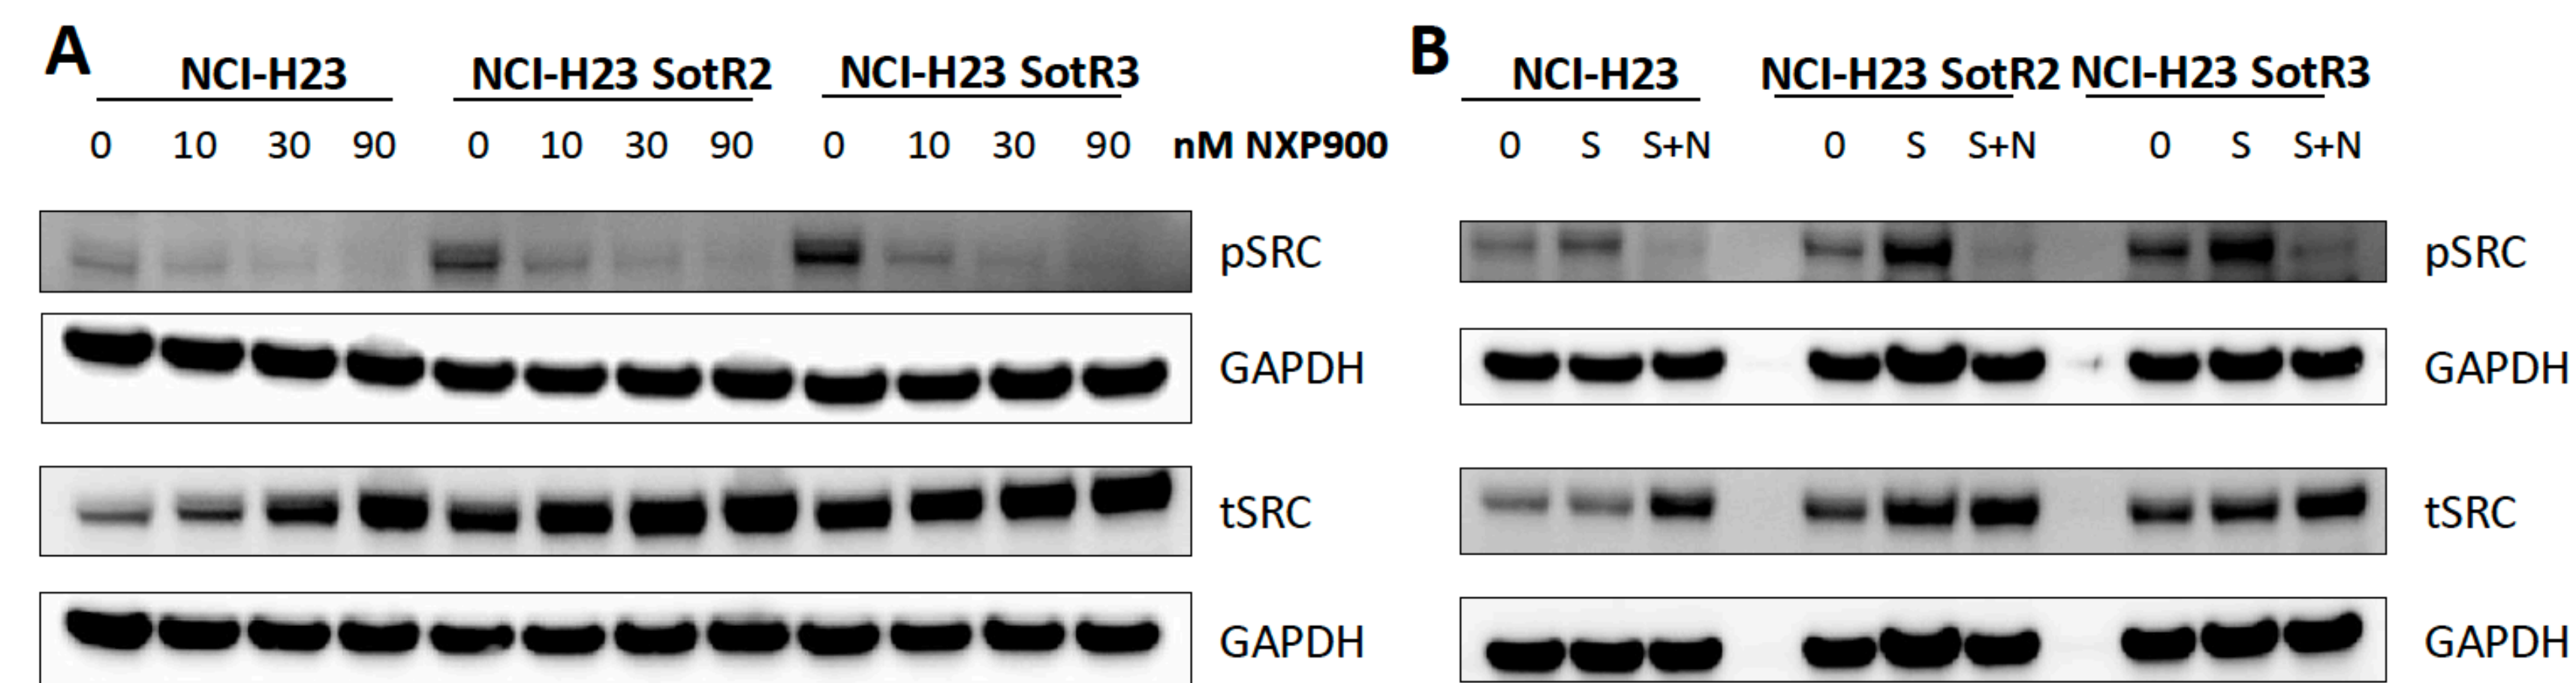 A
NCI-H23 NCI-H23 SotR2 NCI-H23 SotR3
0 10 30 90 0 10 30 90 0 10 30 90 nM NXP900
pSRC
GAPDH
tSRC
GAPDH
B
NCI-H23 NCI-H23 SotR2 NCI-H23 SotR3
0 S S+N 0 S S+N 0 S S+N
pSRC
GAPDH
tSRC
GAPDH